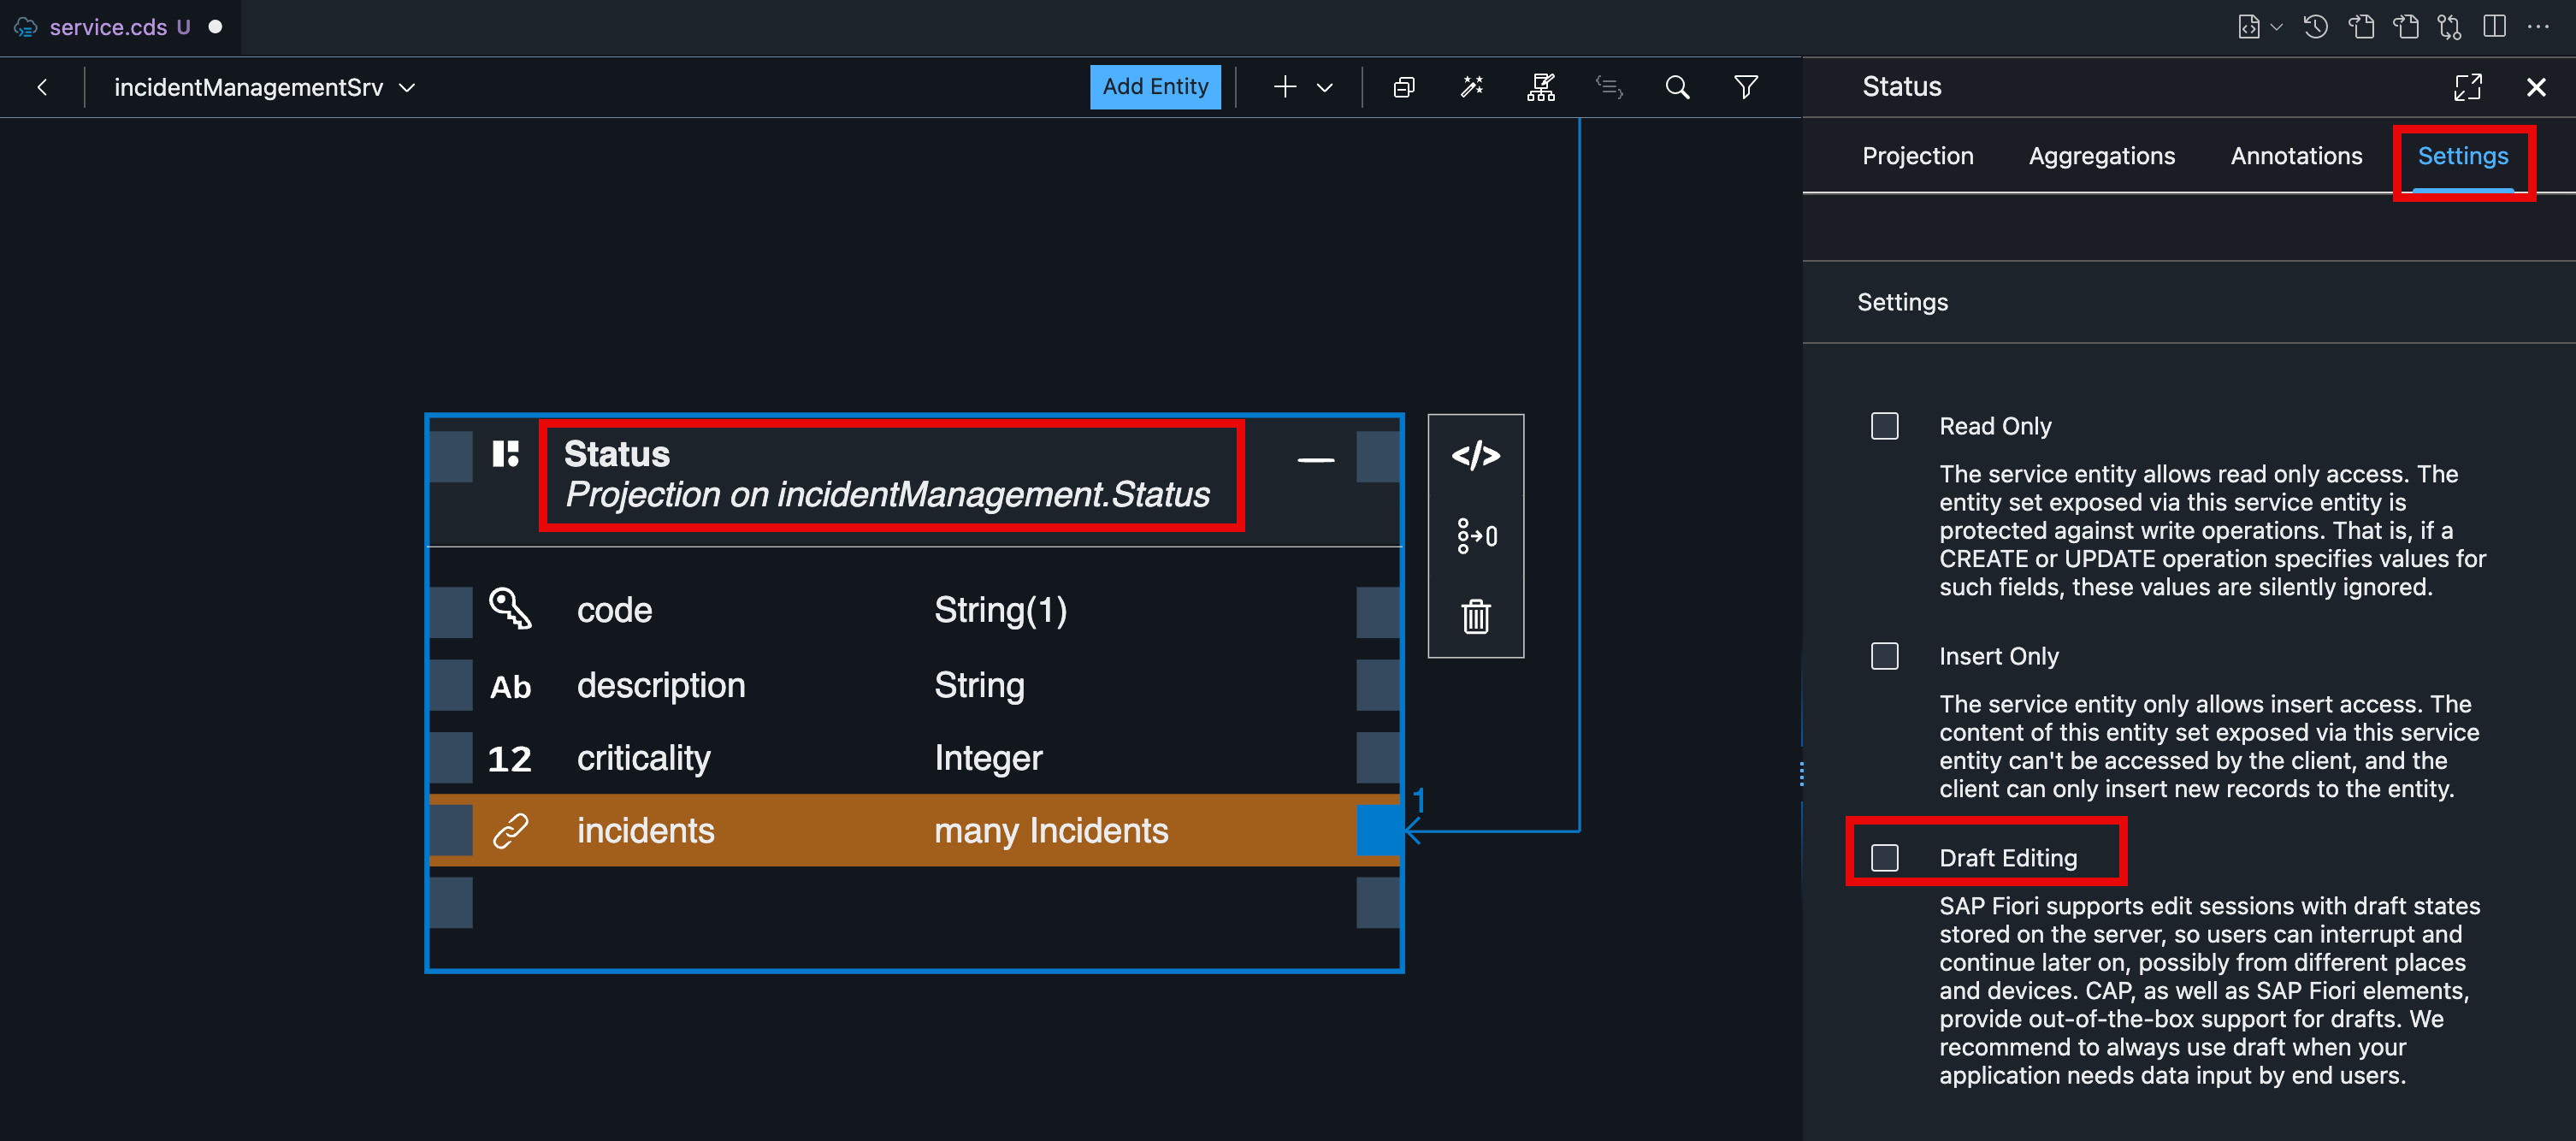 service.cds U
incidentManagementSrv
Add Entity
Status
Projection Aggregations Annotations Settings
Settings
Status
Projection on incidentManagement.Status
code String(1)
Ab description String
12 criticality Integer
incidents many Incidents
1
Read Only
The service entity allows read only access. The
entity set exposed via this service entity is
protected against write operations. That is, if a
CREATE or UPDATE operation specifies values for
such fields, these values are silently ignored.
Insert Only
The service entity only allows insert access. The
content of this entity set exposed via this service
entity can't be accessed by the client, and the
client can only insert new records to the entity.
Draft Editing
SAP Fiori supports edit sessions with draft states
stored on the server, so users can interrupt and
continue later on, possibly from different places
and devices. CAP, as well as SAP Fiori elements,
provide out-of-the-box support for drafts. We
recommend to always use draft when your
application needs data input by end users.